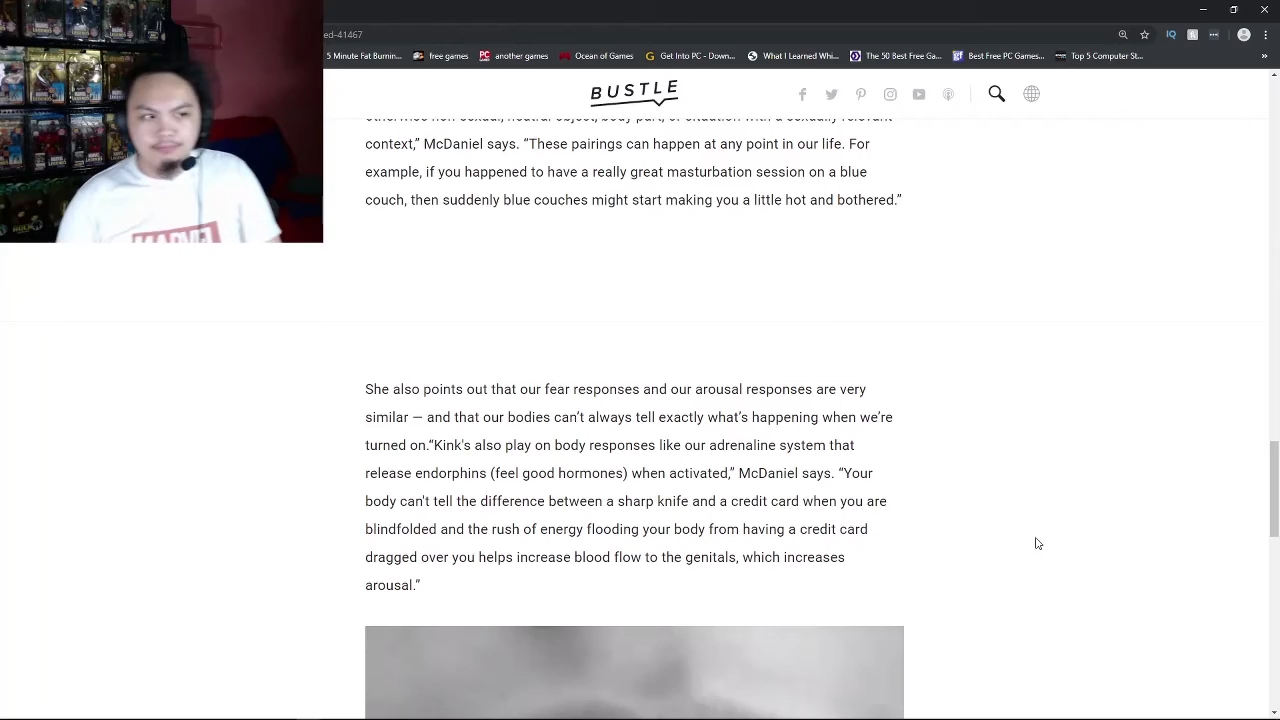 ed-41467
5 Minute Fat Burnin...
free games
another games
Ocean of Games
Get Into PC - Down...
The 50 Best Free Ga...
Best Free PC Games...
Top 5 Computer St...
BUSTLE
context,” McDaniel says. “These pairings can happen at any point in our life. For
example, if you happened to have a really great masturbation session on a blue
couch, then suddenly blue couches might start making you a little hot and bothered.”
MARVEL
She also points out that our fear responses and our arousal responses are very
similar — and that our bodies can’t always tell exactly what’s happening when we’re
turned on.“Kink's also play on body responses like our adrenaline system that
release endorphins (feel good hormones) when activated,” McDaniel says. “Your
body can't tell the difference between a sharp knife and a credit card when you are
blindfolded and the rush of energy flooding your body from having a credit card
dragged over you helps increase blood flow to the genitals, which increases
arousal.”